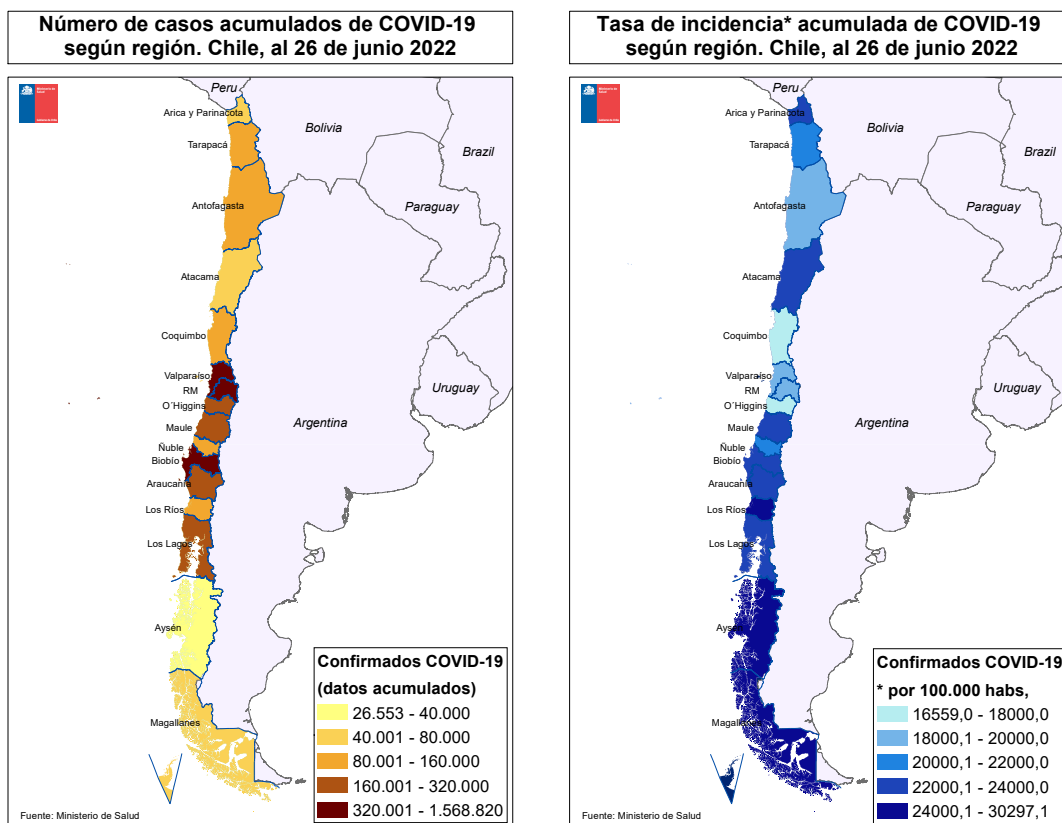 Número de casos acumulados de COVID-19
según región. Chile, al 26 de junio 2022
Peru
Arica y Parinacota
Bolivia
Tarapacá
Brazil
Antofagasta
Paraguay
Atacama
Coquimbo
Valparaíso
RM
Uruguay
O´Higgins
Argentina
Maule
Ñuble
Biobío
Araucanía
Los Ríos
Los Lagos
Aysén
Magallanes
Confirmados COVID-19
(datos acumulados)
26.553 - 40.000
40.001 - 80.000
80.001 - 160.000
160.001 - 320.000
320.001 - 1.568.820
Fuente: Ministerio de Salud
Tasa de incidencia* acumulada de COVID-19
según región. Chile, al 26 de junio 2022
Peru
Arica y Parinacota
Bolivia
Tarapacá
Brazil
Antofagasta
Paraguay
Atacama
Coquimbo
Valparaíso
RM
Uruguay
O´Higgins
Argentina
Maule
Ñuble
Biobío
Araucanía
Los Ríos
Los Lagos
Aysén
Magallanes
Confirmados COVID-19
* por 100.000 habs,
16559,0 - 18000,0
18000,1 - 20000,0
20000,1 - 22000,0
22000,1 - 24000,0
24000,1 - 30297,1
Fuente: Ministerio de Salud